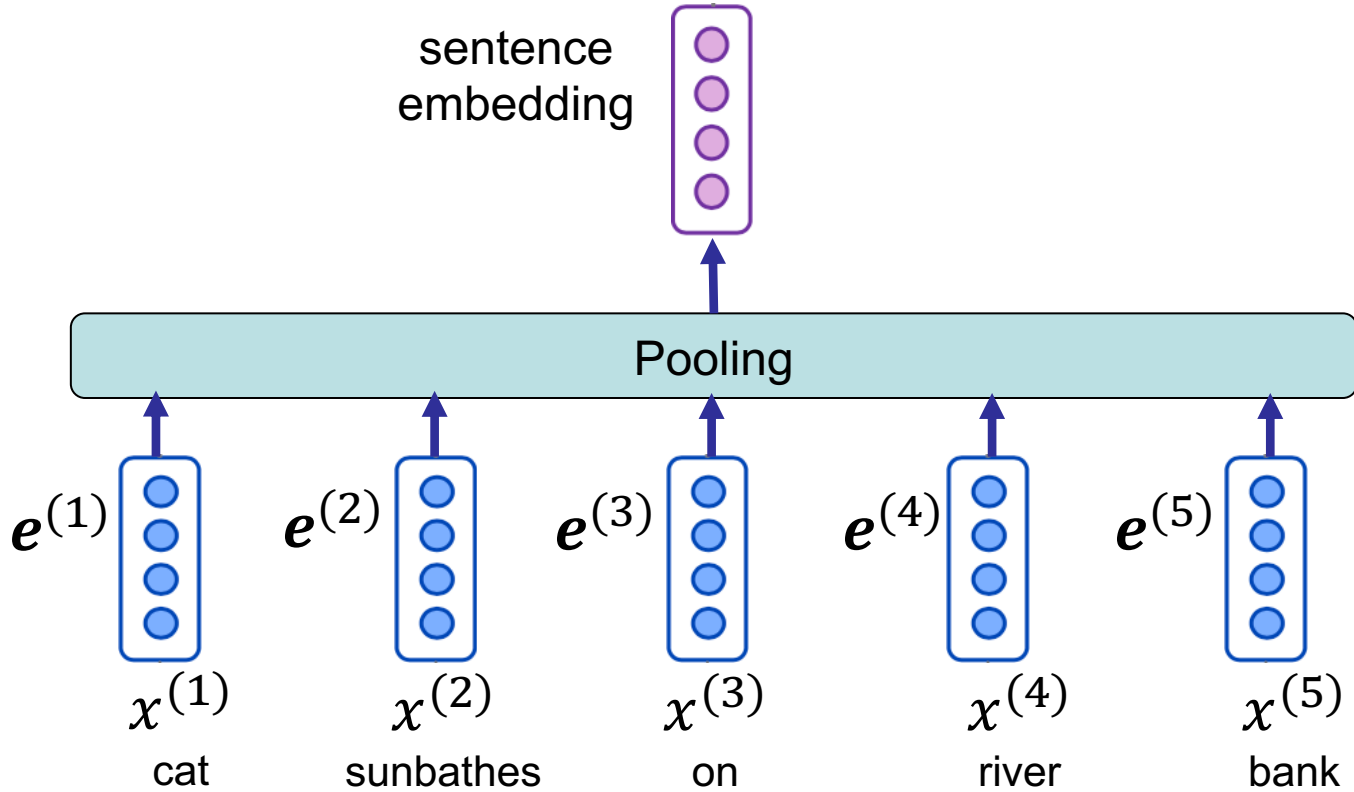 sentence
embedding
Pooling
e^(1) e^(2) e^(3) e^(4) e^(5)
x^(1) x^(2) x^(3) x^(4) x^(5)
cat sunbathes on river bank